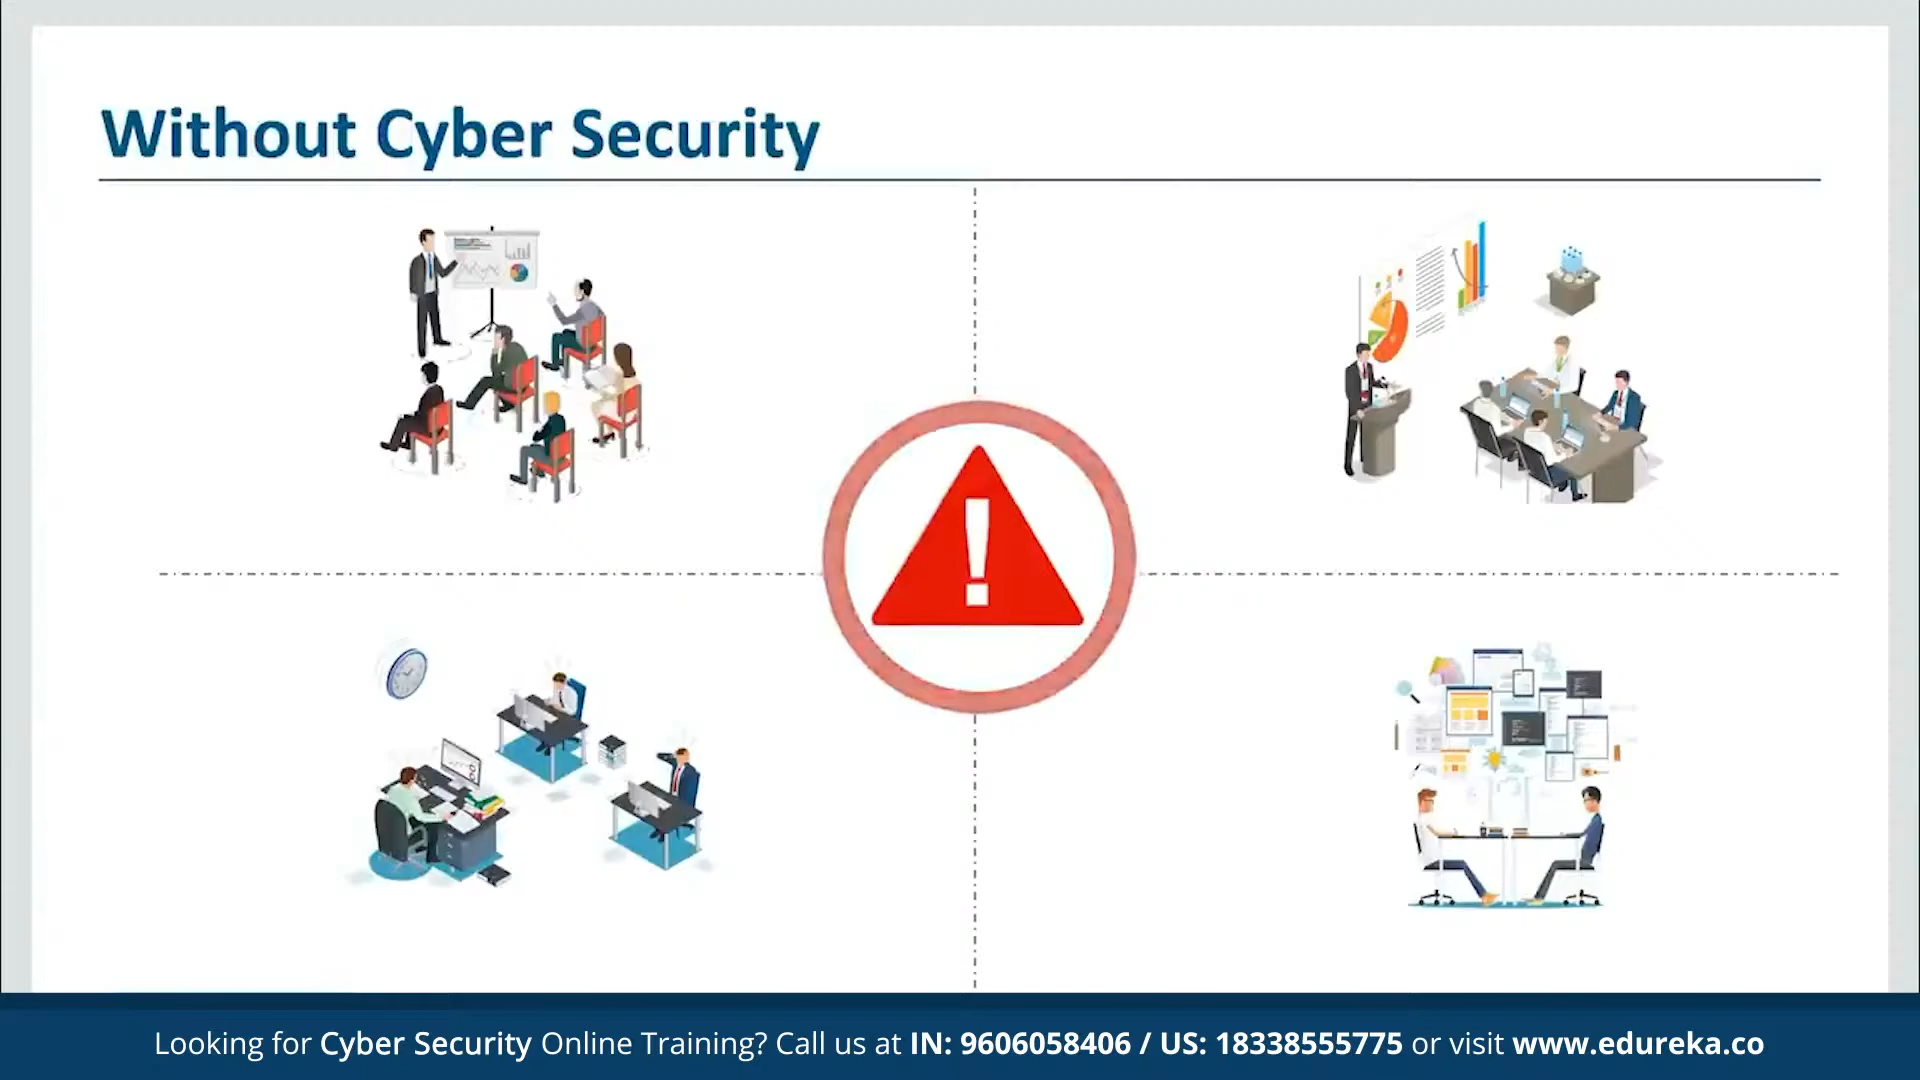 Without Cyber Security
Looking for Cyber Security Online Training? Call us at IN: 9606058406 / US: 18338555775 or visit www.edureka.co